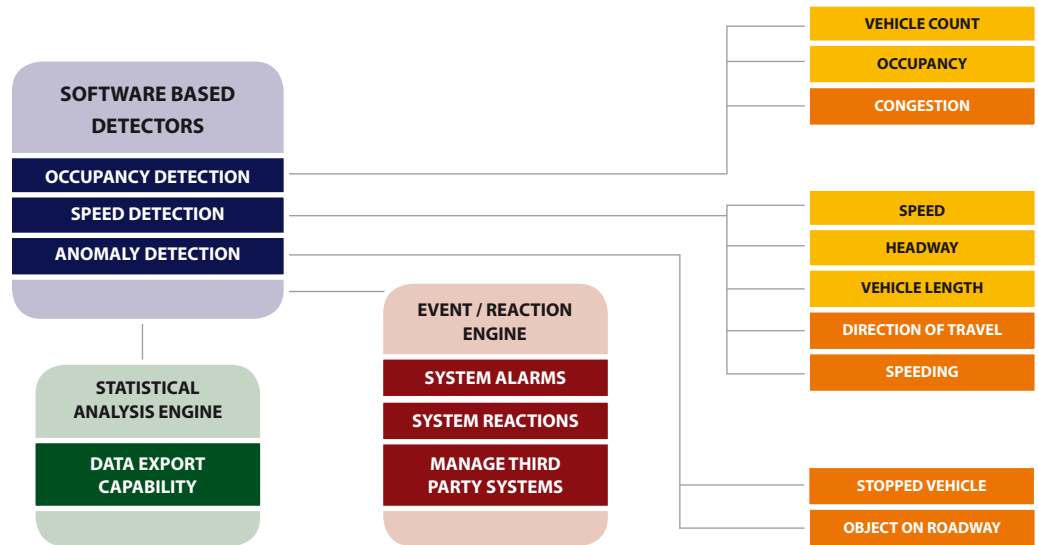 SOFTWARE BASED
DETECTORS
OCCUPANCY DETECTION
SPEED DETECTION
ANOMALY DETECTION
STATISTICAL
ANALYSIS ENGINE
DATA EXPORT
CAPABILITY
EVENT / REACTION
ENGINE
SYSTEM ALARMS
SYSTEM REACTIONS
MANAGE THIRD
PARTY SYSTEMS
VEHICLE COUNT
OCCUPANCY
CONGESTION
SPEED
HEADWAY
VEHICLE LENGTH
DIRECTION OF TRAVEL
SPEEDING
STOPPED VEHICLE
OBJECT ON ROADWAY